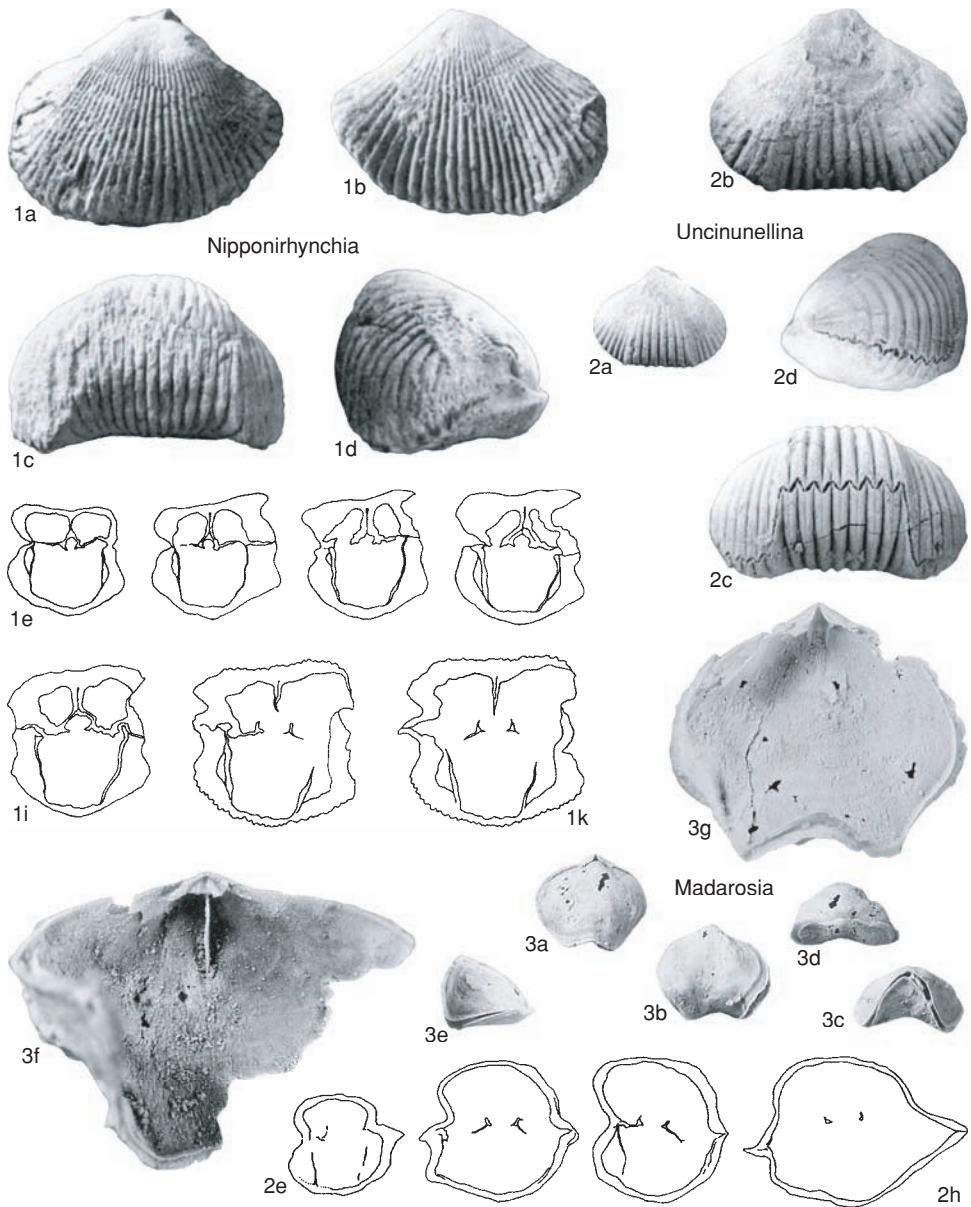 1a
1b
2b
Nipponirhynchia
Uncinunellina
1c
1d
2a
2d
1e
2c
1i
1k
3g
Madarosia
3a
3d
3b
3e
3c
3f
2e
2h